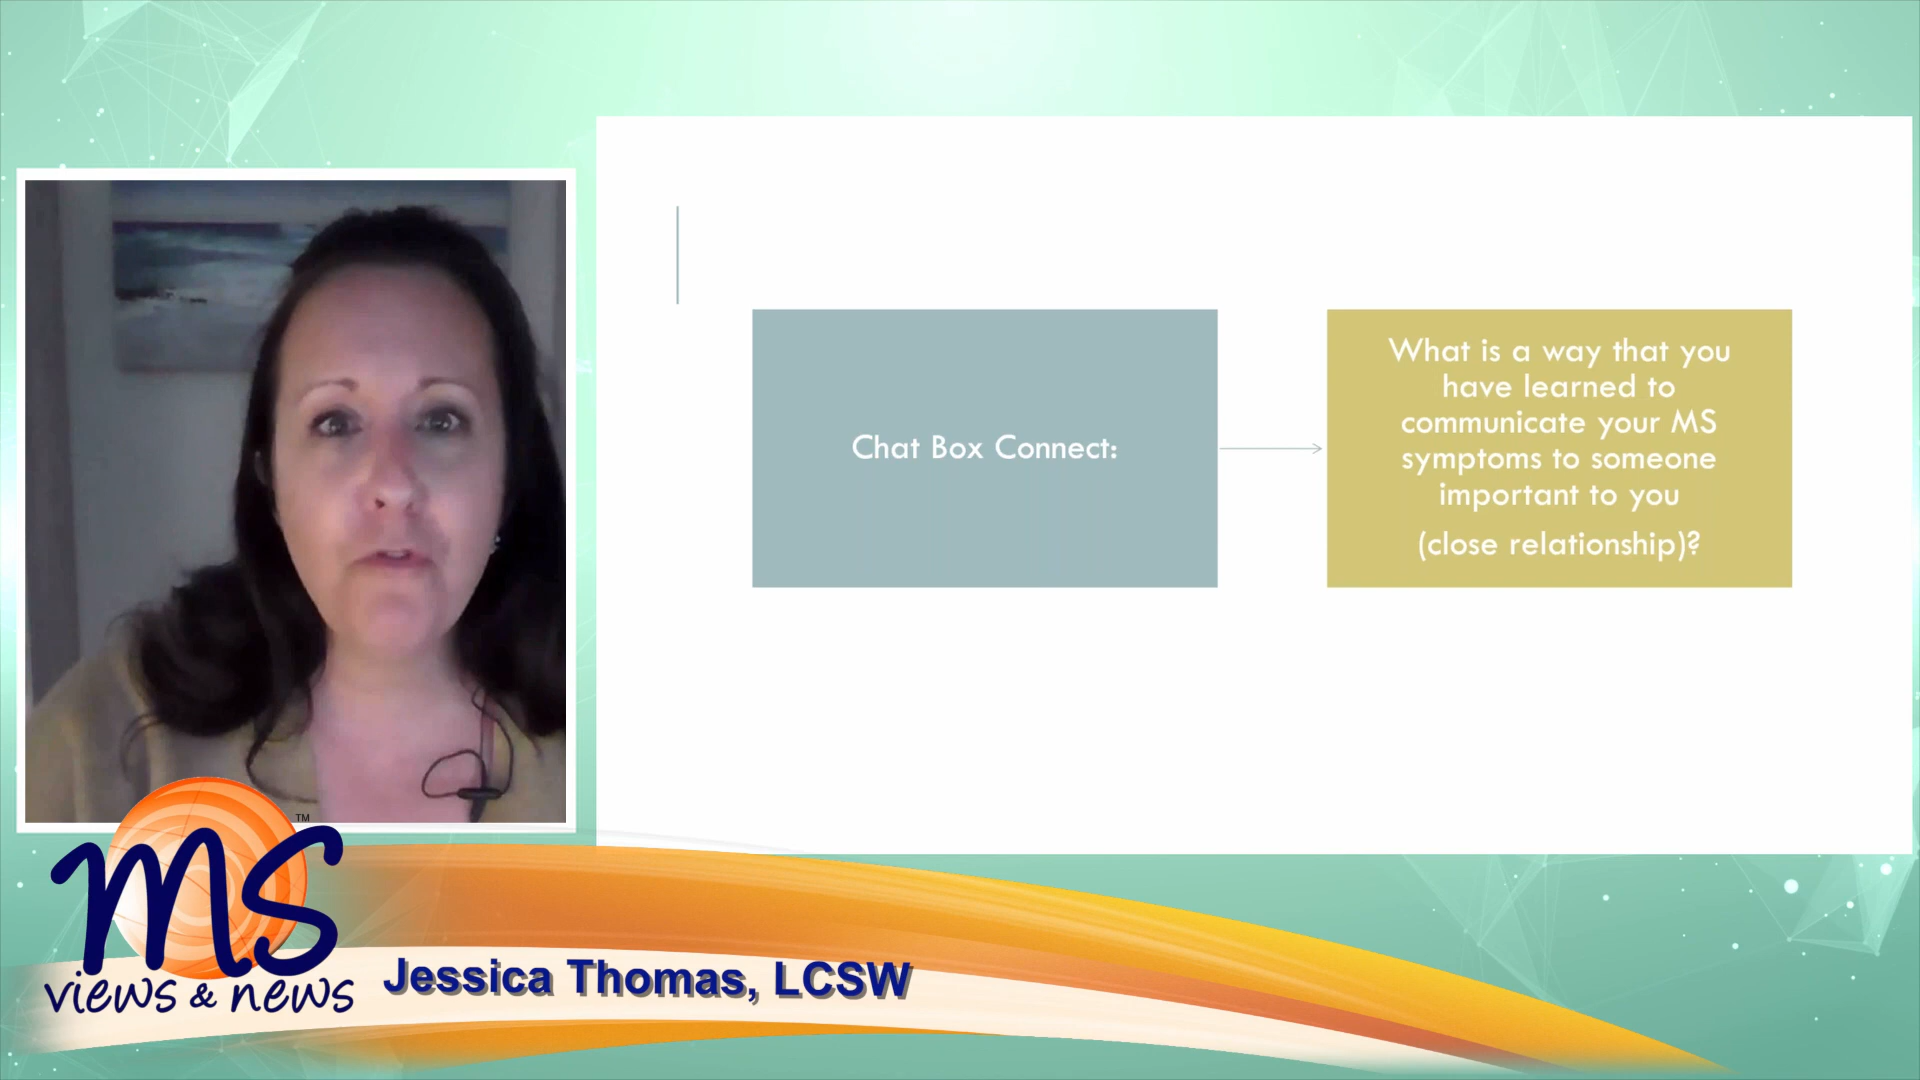 Chat Box Connect:
What is a way that you
have learned to
communicate your MS
symptoms to someone
important to you
(close relationship)?
TM
MS
views & news
Jessica Thomas, LCSW